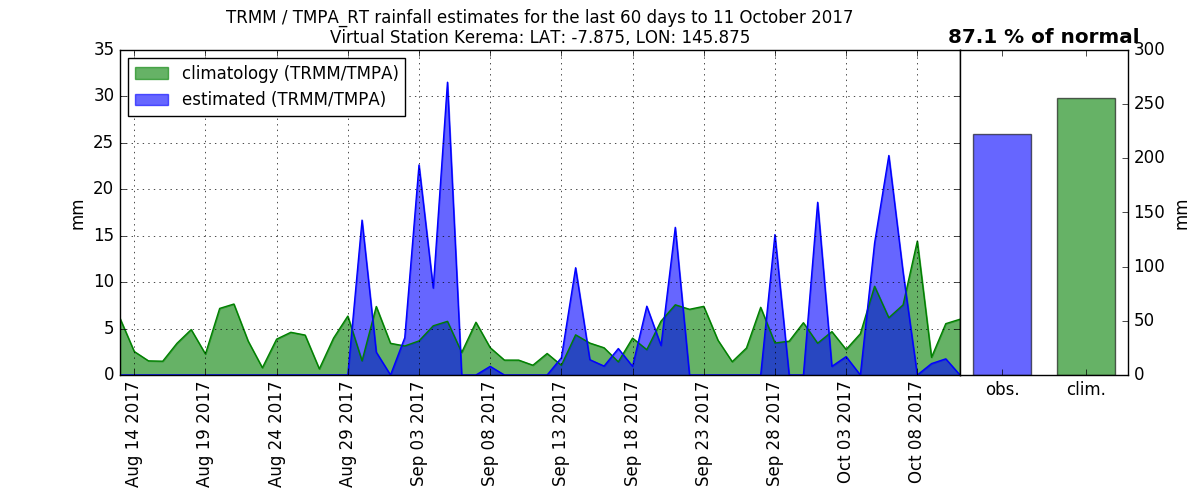 TRMM / TMPA_RT rainfall estimates for the last 60 days to 11 October 2017
Virtual Station Kerema: LAT: -7.875, LON: 145.875
87.1 % of normal
climatology (TRMM/TMPA)
estimated (TRMM/TMPA)
35
30
25
20
15
10
5
0
mm
Aug 14 2017
Aug 19 2017
Aug 24 2017
Aug 29 2017
Sep 03 2017
Sep 08 2017
Sep 13 2017
Sep 18 2017
Sep 23 2017
Sep 28 2017
Oct 03 2017
Oct 08 2017
300
250
200
150
100
50
0
mm
obs.
clim.